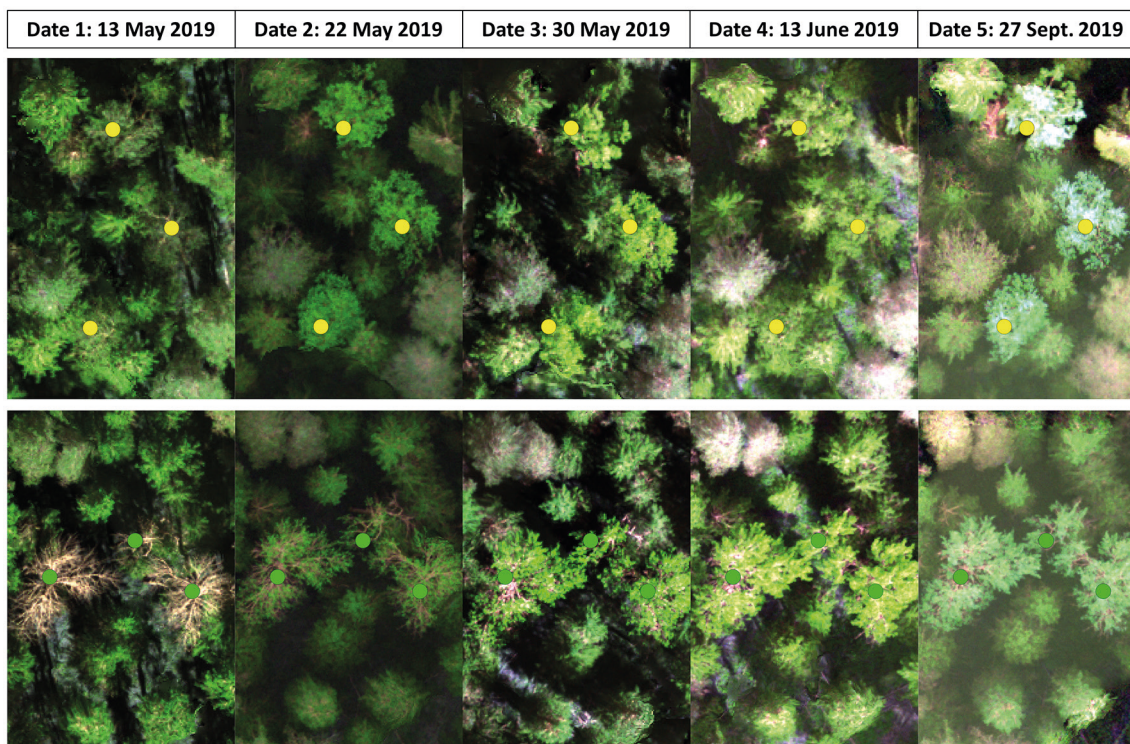 Date 1: 13 May 2019
Date 2: 22 May 2019
Date 3: 30 May 2019
Date 4: 13 June 2019
Date 5: 27 Sept. 2019